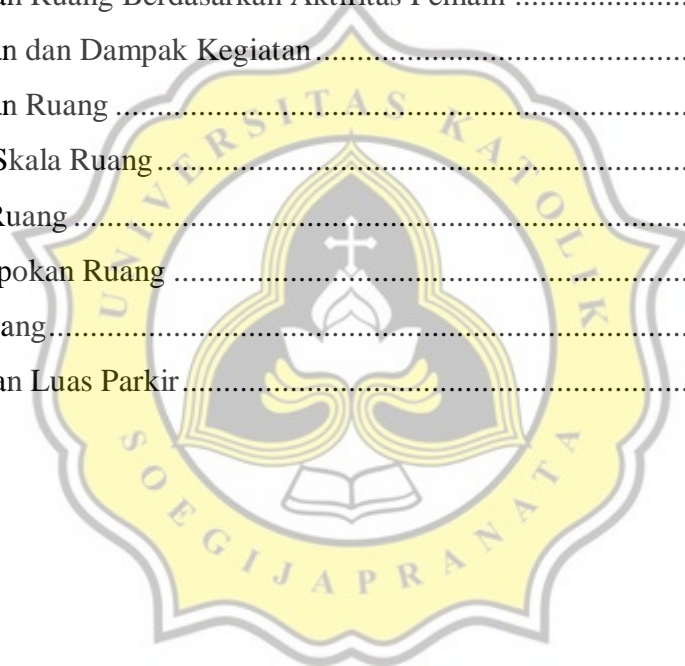 an Ruang Berdasarkan Aktifitas Pemain ........................
an dan Dampak Kegiatan ................................................
an Ruang .........................................................................
Skala Ruang ....................................................................
Ruang ..............................................................................
pokan Ruang ...................................................................
ang ..................................................................................
an Luas Parkir .................................................................
UNIVERSITAS KATOLIK
SOEGIJAPRANATA